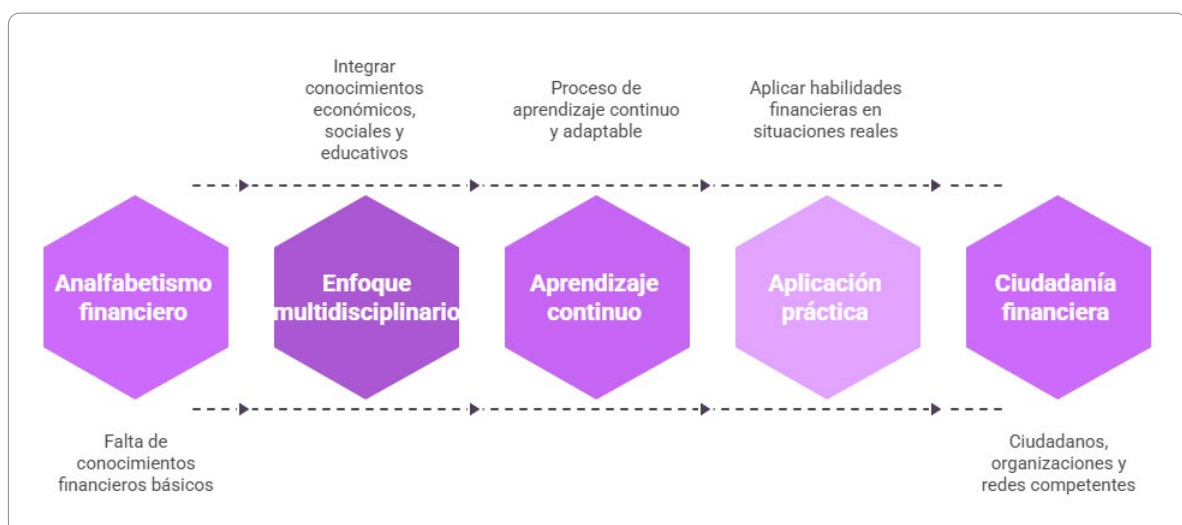 Integrar
conocimientos
económicos,
sociales y
educativos
Proceso de
aprendizaje continuo
y adaptable
Aplicar habilidades
financieras en
situaciones reales
Analfabetismo
financiero
Enfoque
multidisciplinario
Aprendizaje
continuo
Aplicación
práctica
Ciudadanía
financiera
Falta de
conocimientos
financieros básicos
Ciudadanos,
organizaciones y
redes competentes